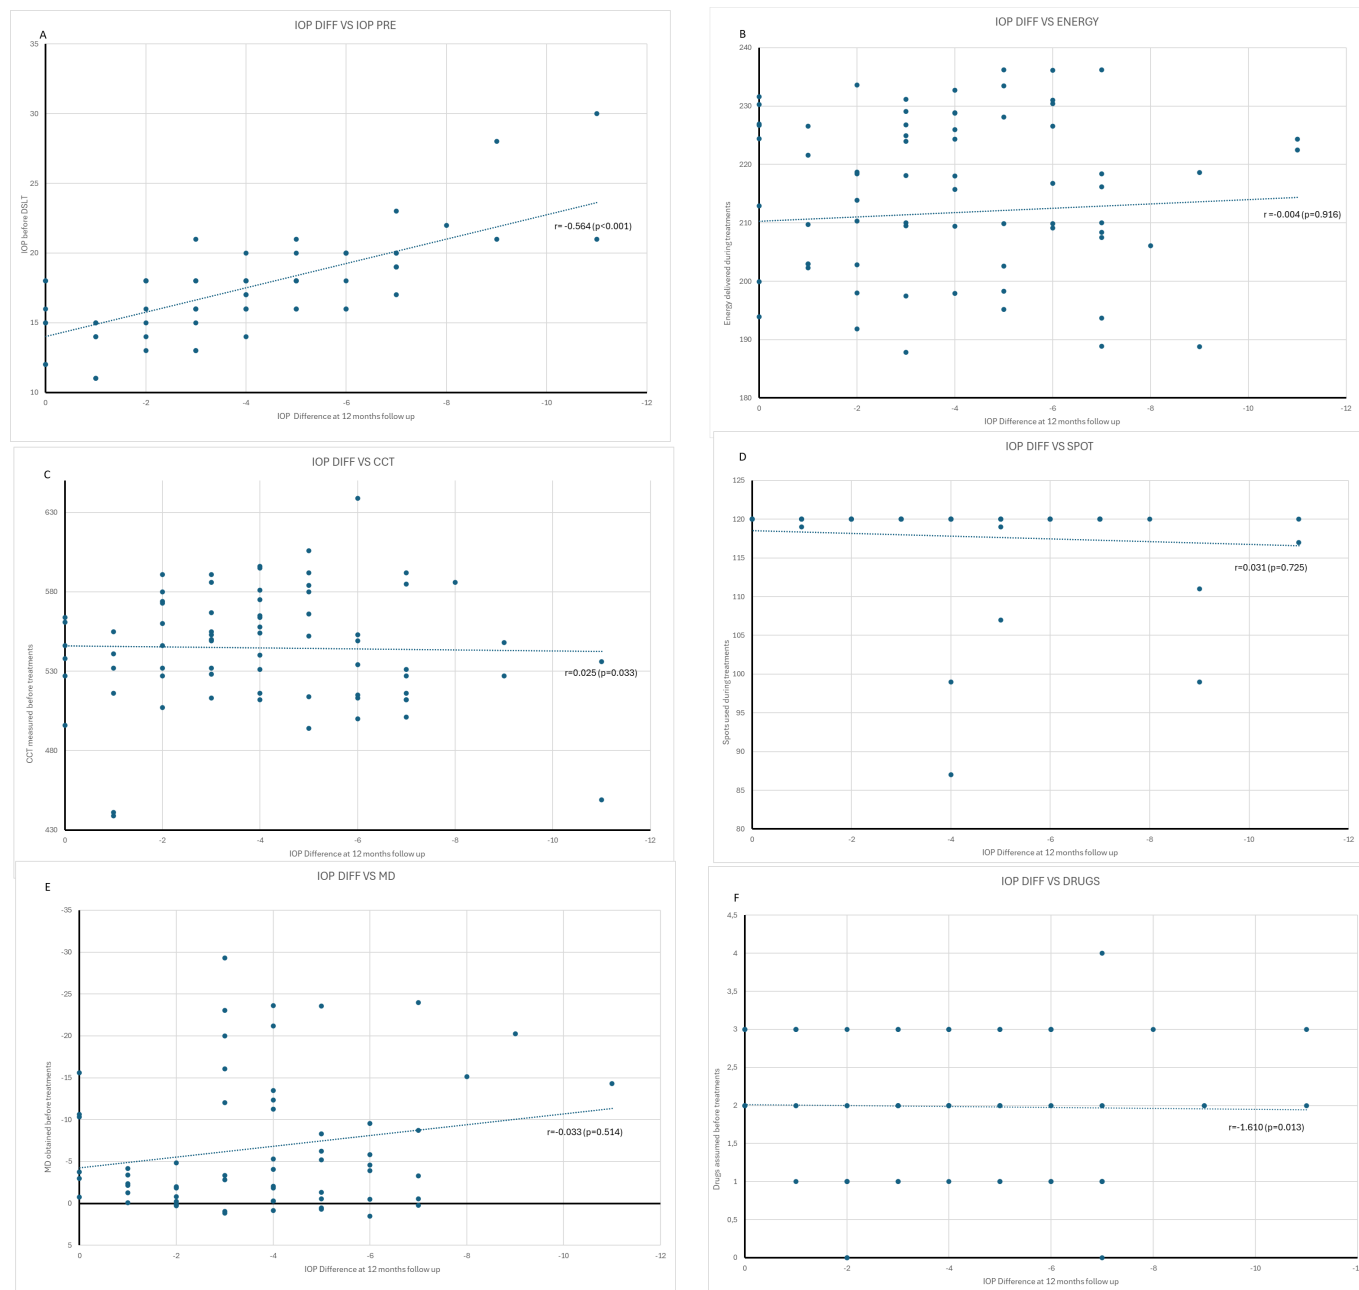 IOP DIFF VS IOP PRE
A
35
30
25
20
15
10
IOP before DSLT
r= -0.564 (p<0.001)
0 -2 -4 -6 -8 -10 -12
IOP Difference at 12 months follow up
IOP DIFF VS ENERGY
B
240
230
220
210
200
190
180
Energy delivered during treatments
r =-0.004 (p=0.916)
0 -2 -4 -6 -8 -10 -12
IOP Difference at 12 months follow up
IOP DIFF VS CCT
C
630
580
530
480
430
CCT measured before treatments
r=0.025 (p=0.033)
0 -2 -4 -6 -8 -10 -12
IOP Difference at 12 months follow up
IOP DIFF VS SPOT
D
125
120
115
110
105
100
95
90
85
80
Spots used during treatments
r=0.031 (p=0.725)
0 -2 -4 -6 -8 -10 -12
IOP Difference at 12 months follow up
IOP DIFF VS MD
E
-35
-30
-25
-20
-15
-10
-5
0
5
MD obtained before treatments
r=-0.033 (p=0.514)
0 -2 -4 -6 -8 -10 -12
IOP Difference at 12 months follow up
IOP DIFF VS DRUGS
F
4,5
4
3,5
3
2,5
2
1,5
1
0,5
0
Drugs assumed before treatments
r=-1.610 (p=0.013)
0 -2 -4 -6 -8 -10
IOP Difference at 12 months follow up